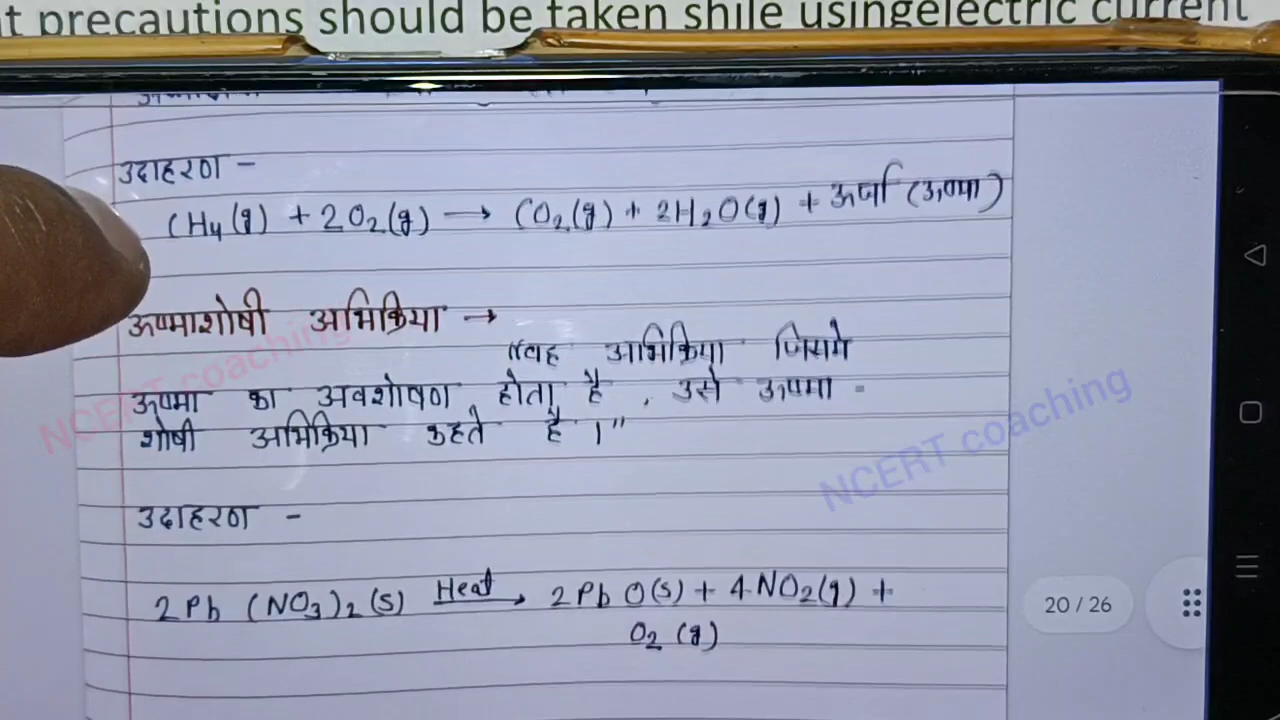 t precautions should be taken shile usingelectric current
उदाहरण -
CH4(g) + 2O2(g) → CO2(g) + 2H2O(g) + ऊर्जा (ऊष्मा)
ऊष्माशोषी अभिक्रिया →
"वह अभिक्रिया जिसमे
ऊष्मा का अवशोषण होता है , उसे ऊष्मा -
शोषी अभिक्रिया कहते है ।"
NCERT coaching
NCERT coaching
उदाहरण -
2Pb (NO3)2 (s) Heat → 2Pb O(s) + 4NO2(g) +
O2 (g)
20 / 26